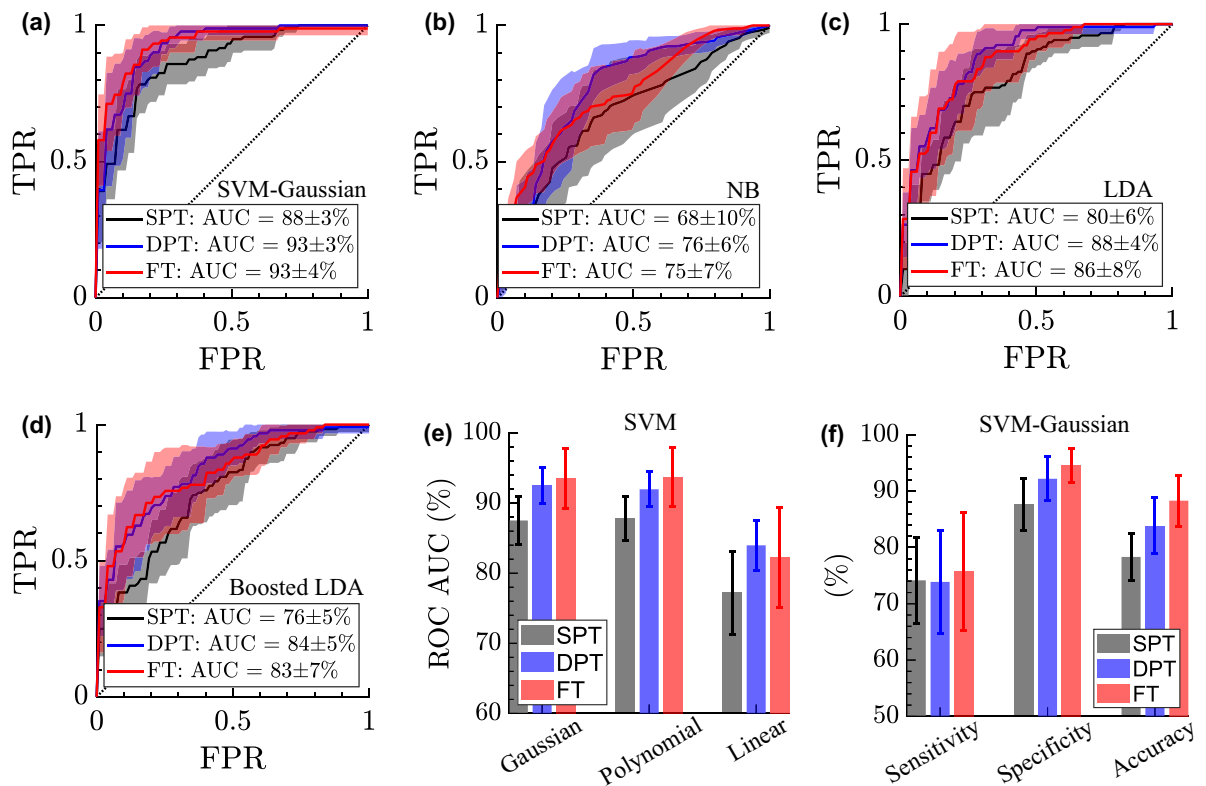 (a)
1
0.5
0
TPR
SVM-Gaussian
SPT: AUC = 88±3%
DPT: AUC = 93±3%
FT: AUC = 93±4%
0 0.5 1
FPR
(b)
1
0.5
0
TPR
NB
SPT: AUC = 68±10%
DPT: AUC = 76±6%
FT: AUC = 75±7%
0 0.5 1
FPR
(c)
1
0.5
0
TPR
LDA
SPT: AUC = 80±6%
DPT: AUC = 88±4%
FT: AUC = 86±8%
0 0.5 1
FPR
(d)
1
0.5
0
TPR
Boosted LDA
SPT: AUC = 76±5%
DPT: AUC = 84±5%
FT: AUC = 83±7%
0 0.5 1
FPR
(e)
SVM
100
90
80
70
60
ROC AUC (%)
SPT
DPT
FT
Gaussian Polynomial Linear
(f)
SVM-Gaussian
100
90
80
70
60
50
(%)
SPT
DPT
FT
Sensitivity Specificity Accuracy